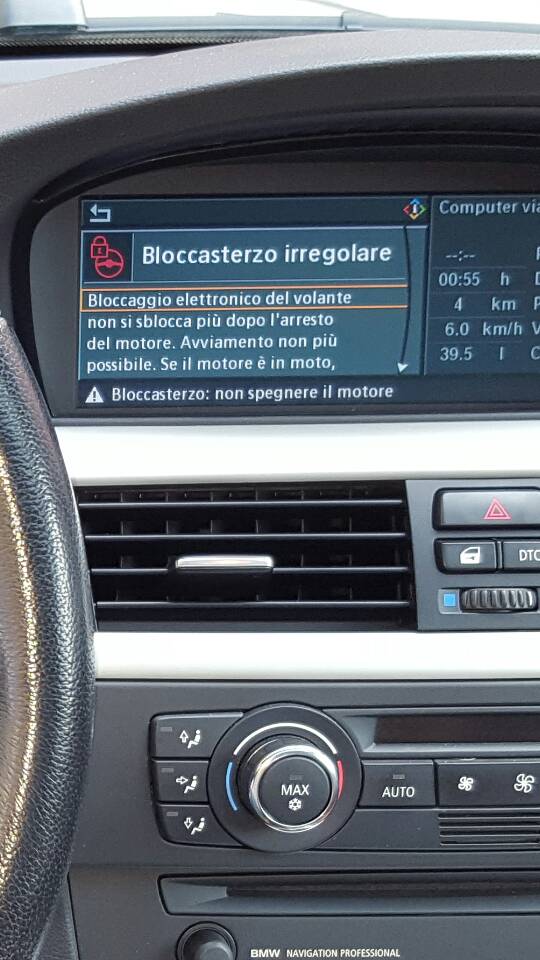 Bloccasterzo irregolare
Bloccaggio elettronico del volante
non si sblocca più dopo l'arresto
del motore. Avviamento non più
possibile. Se il motore è in moto,
Bloccasterzo: non spegnere il motore
Computer
--:--
00:55 h
4 km
6.0 km/h
39.5 l
DTC
MAX
AUTO
BMW NAVIGATION PROFESSIONAL